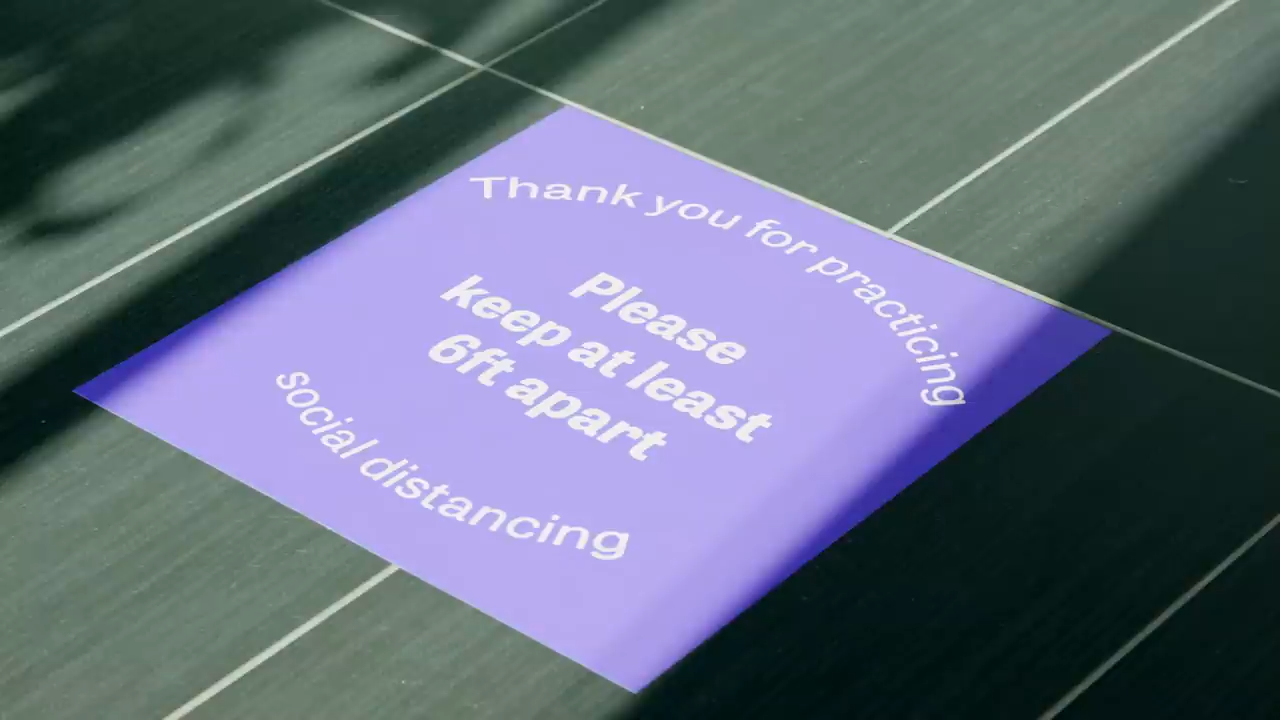 Thank you for practicing
Please
keep at least
6ft apart
social distancing